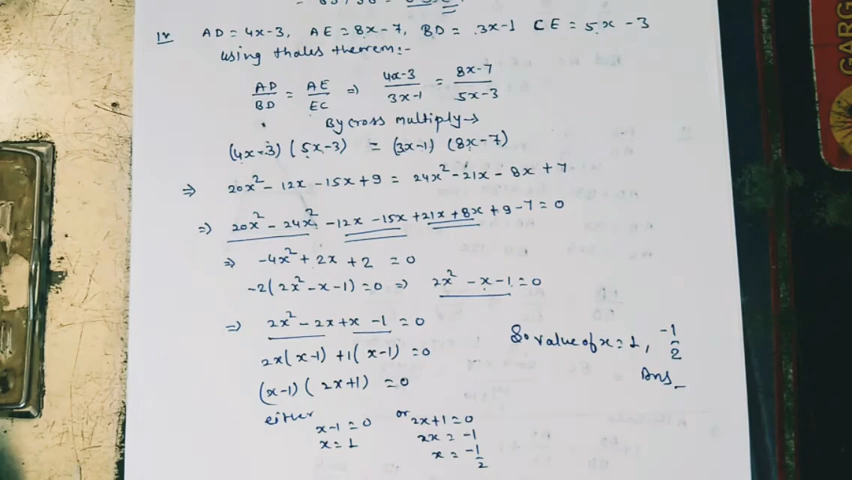 iv AD = 4x-3, AE = 8x-7, BD = 3x-1 CE = 5x-3
using thales theorem:-
AD/BD = AE/EC ⇒ 4x-3/3x-1 = 8x-7/5x-3
By cross multiply→
(4x-3) (5x-3) = (3x-1) (8x-7)
⇒ 20x² - 12x - 15x + 9 = 24x² - 21x - 8x + 7
⇒ 20x² - 24x² - 12x - 15x + 21x + 8x + 9 - 7 = 0
⇒ -4x² + 2x + 2 = 0
-2(2x² - x - 1) = 0 ⇒ 2x² - x - 1 = 0
⇒ 2x² - 2x + x - 1 = 0
2x(x-1) + 1(x-1) = 0
(x-1) (2x+1) = 0
either x-1 = 0 or 2x+1 = 0
x = 1 2x = -1
x = -1/2
So value of x = 1, -1/2
Ans
GARG